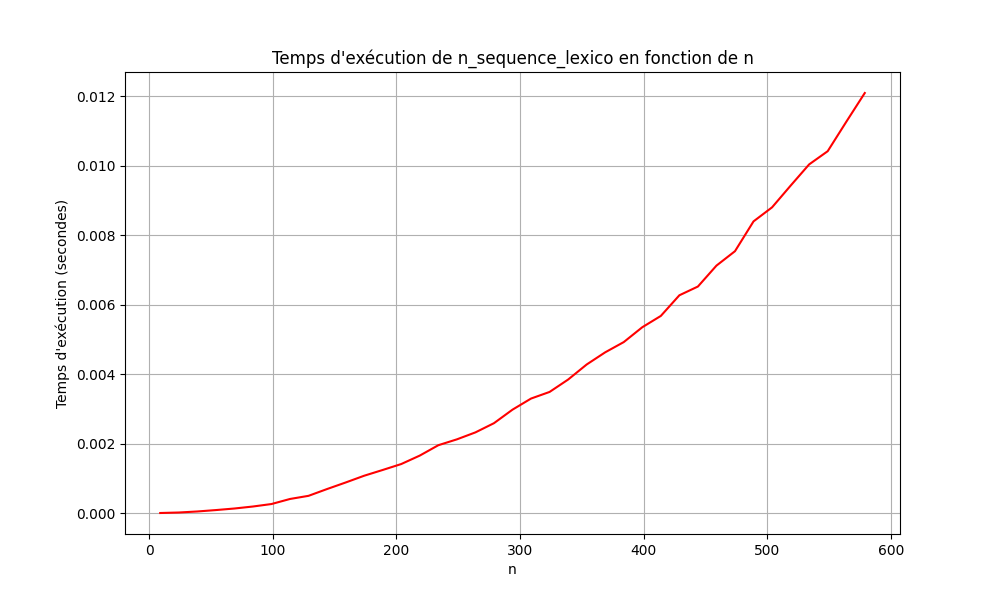 Temps d'exécution de n_sequence_lexico en fonction de n
0.012
0.010
0.008
0.006
0.004
0.002
0.000
Temps d'exécution (secondes)
0 100 200 300 400 500 600
n